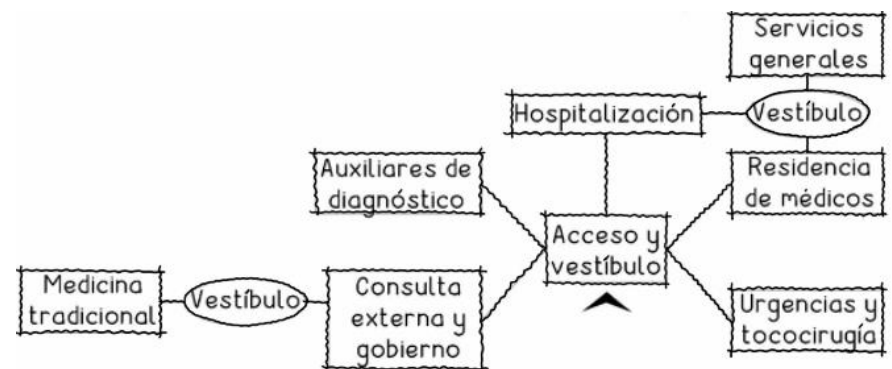 Servicios
generales
Hospitalización
Vestíbulo
Auxiliares de
diagnóstico
Residencia
de médicos
Acceso y
vestíbulo
Medicina
tradicional
Vestíbulo
Consulta
externa y
gobierno
Urgencias y
tococirugía